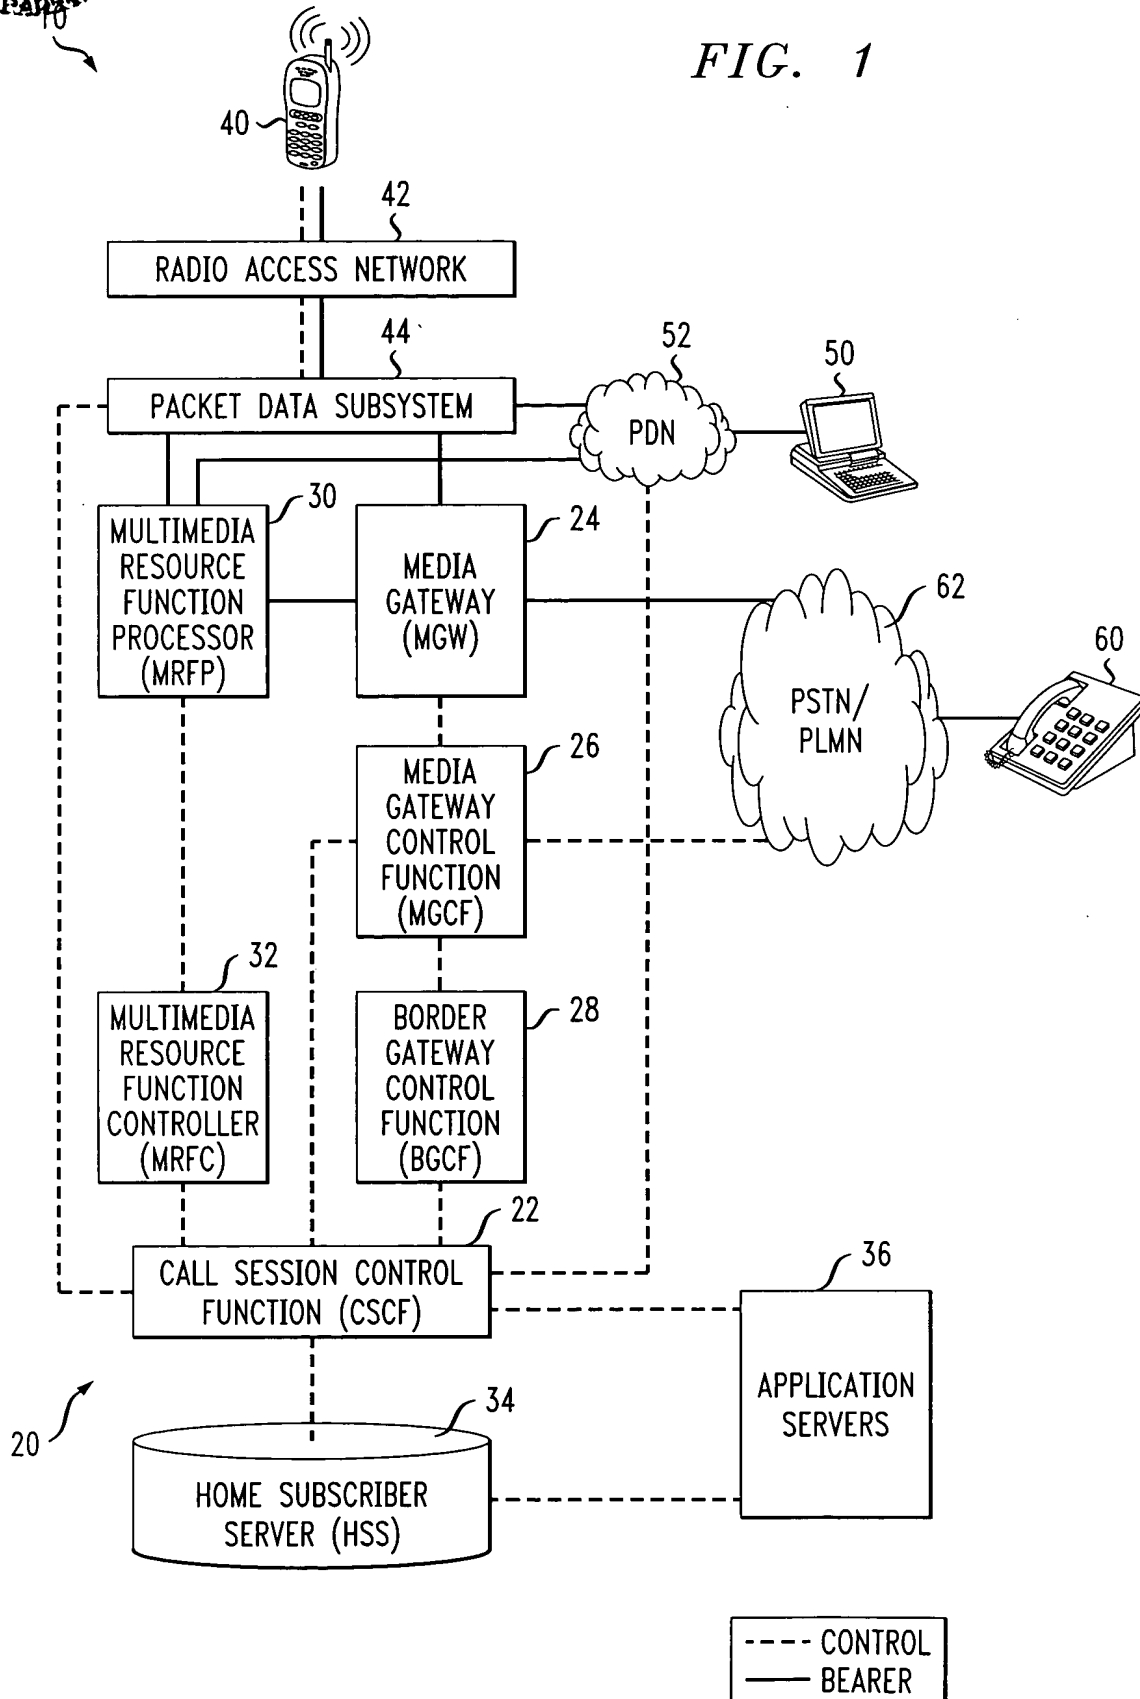 10
FIG. 1
40
42
RADIO ACCESS NETWORK
44
PACKET DATA SUBSYSTEM
52
PDN
50
30
MULTIMEDIA
RESOURCE
FUNCTION
PROCESSOR
(MRFP)
24
MEDIA
GATEWAY
(MGW)
62
PSTN/
PLMN
60
26
MEDIA
GATEWAY
CONTROL
FUNCTION
(MGCF)
32
MULTIMEDIA
RESOURCE
FUNCTION
CONTROLLER
(MRFC)
28
BORDER
GATEWAY
CONTROL
FUNCTION
(BGCF)
22
CALL SESSION CONTROL
FUNCTION (CSCF)
36
APPLICATION
SERVERS
20
34
HOME SUBSCRIBER
SERVER (HSS)
CONTROL
BEARER